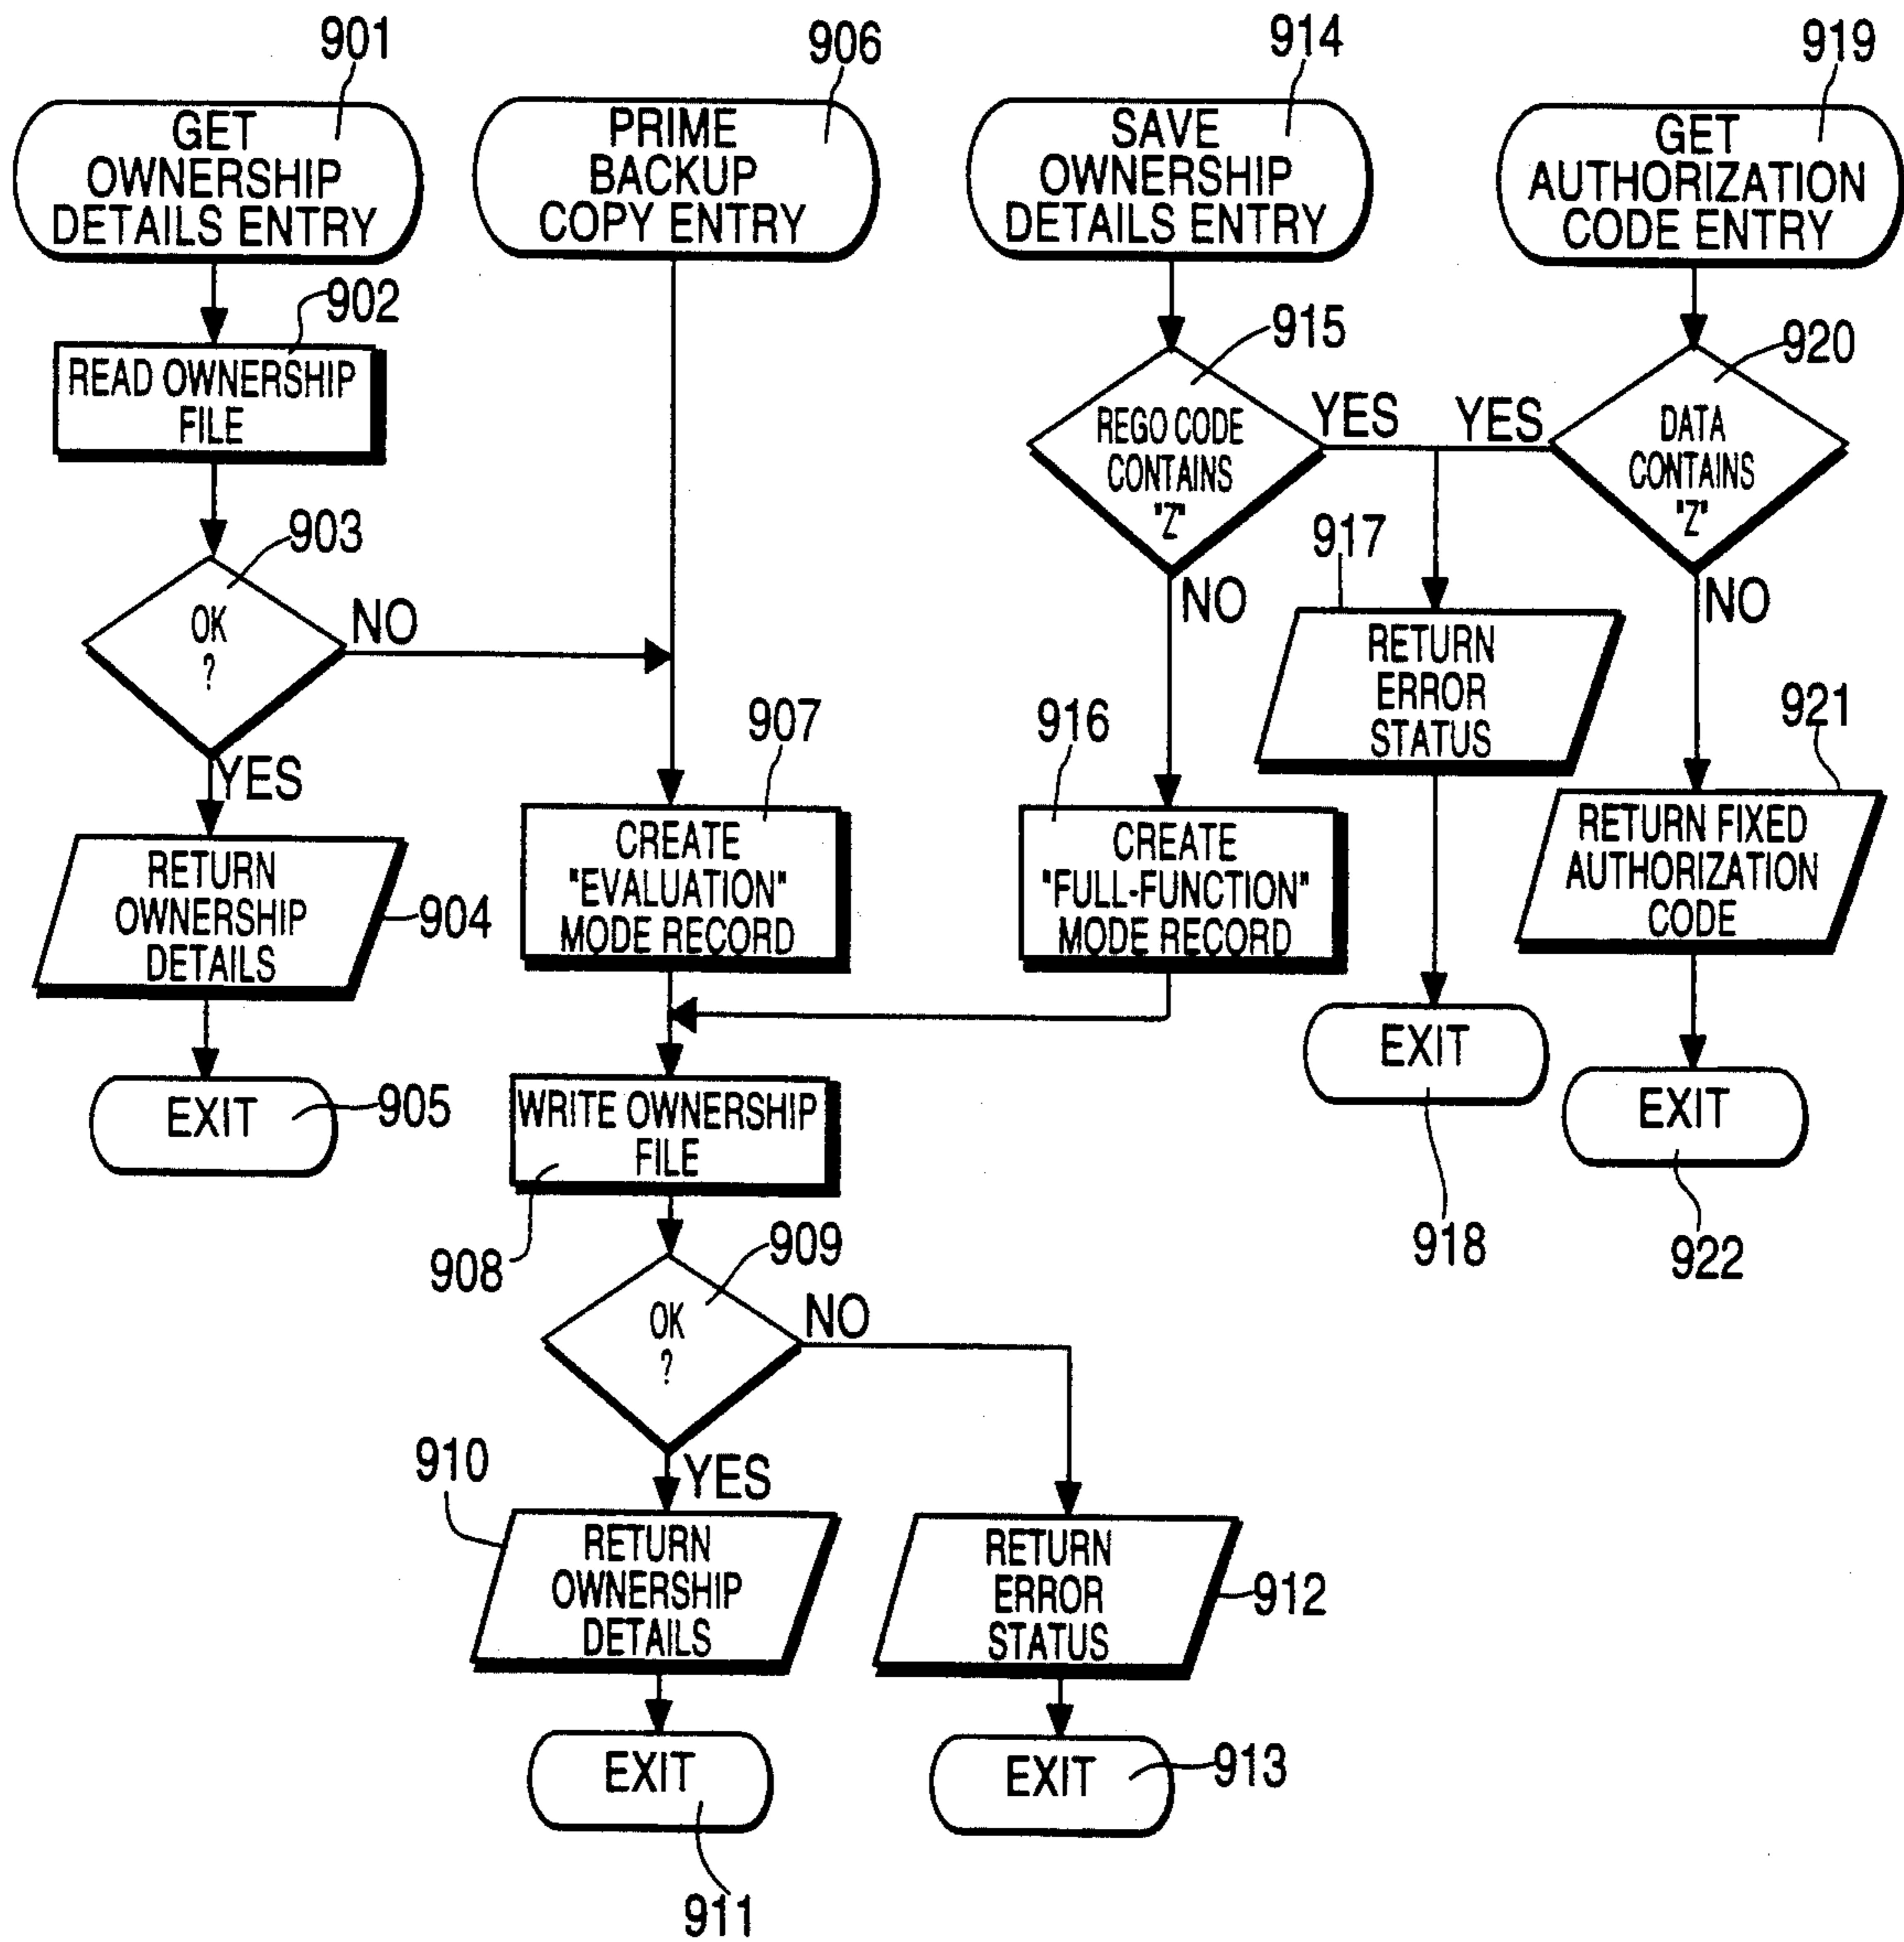 901
GET
OWNERSHIP
DETAILS ENTRY
902
READ OWNERSHIP
FILE
903
OK
?
NO
YES
RETURN
OWNERSHIP
DETAILS
904
EXIT
905
906
PRIME
BACKUP
COPY ENTRY
907
CREATE
"EVALUATION"
MODE RECORD
WRITE OWNERSHIP
FILE
908
909
OK
?
NO
YES
910
RETURN
OWNERSHIP
DETAILS
EXIT
911
RETURN
ERROR
STATUS
912
EXIT
913
914
SAVE
OWNERSHIP
DETAILS ENTRY
915
REGO CODE
CONTAINS
"Z"
YES
NO
916
CREATE
"FULL-FUNCTION"
MODE RECORD
917
RETURN
ERROR
STATUS
EXIT
918
919
GET
AUTHORIZATION
CODE ENTRY
920
YES
DATA
CONTAINS
"Z"
NO
921
RETURN FIXED
AUTHORIZATION
CODE
EXIT
922